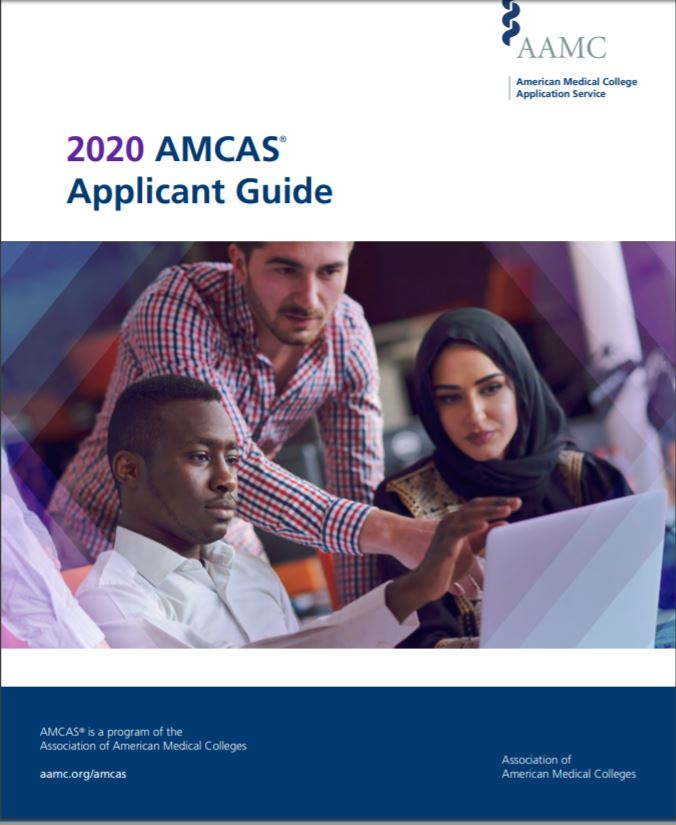 AAMC
American Medical College
Application Service
2020 AMCAS®
Applicant Guide
AMCAS® is a program of the
Association of American Medical Colleges
aamc.org/amcas
Association of
American Medical Colleges